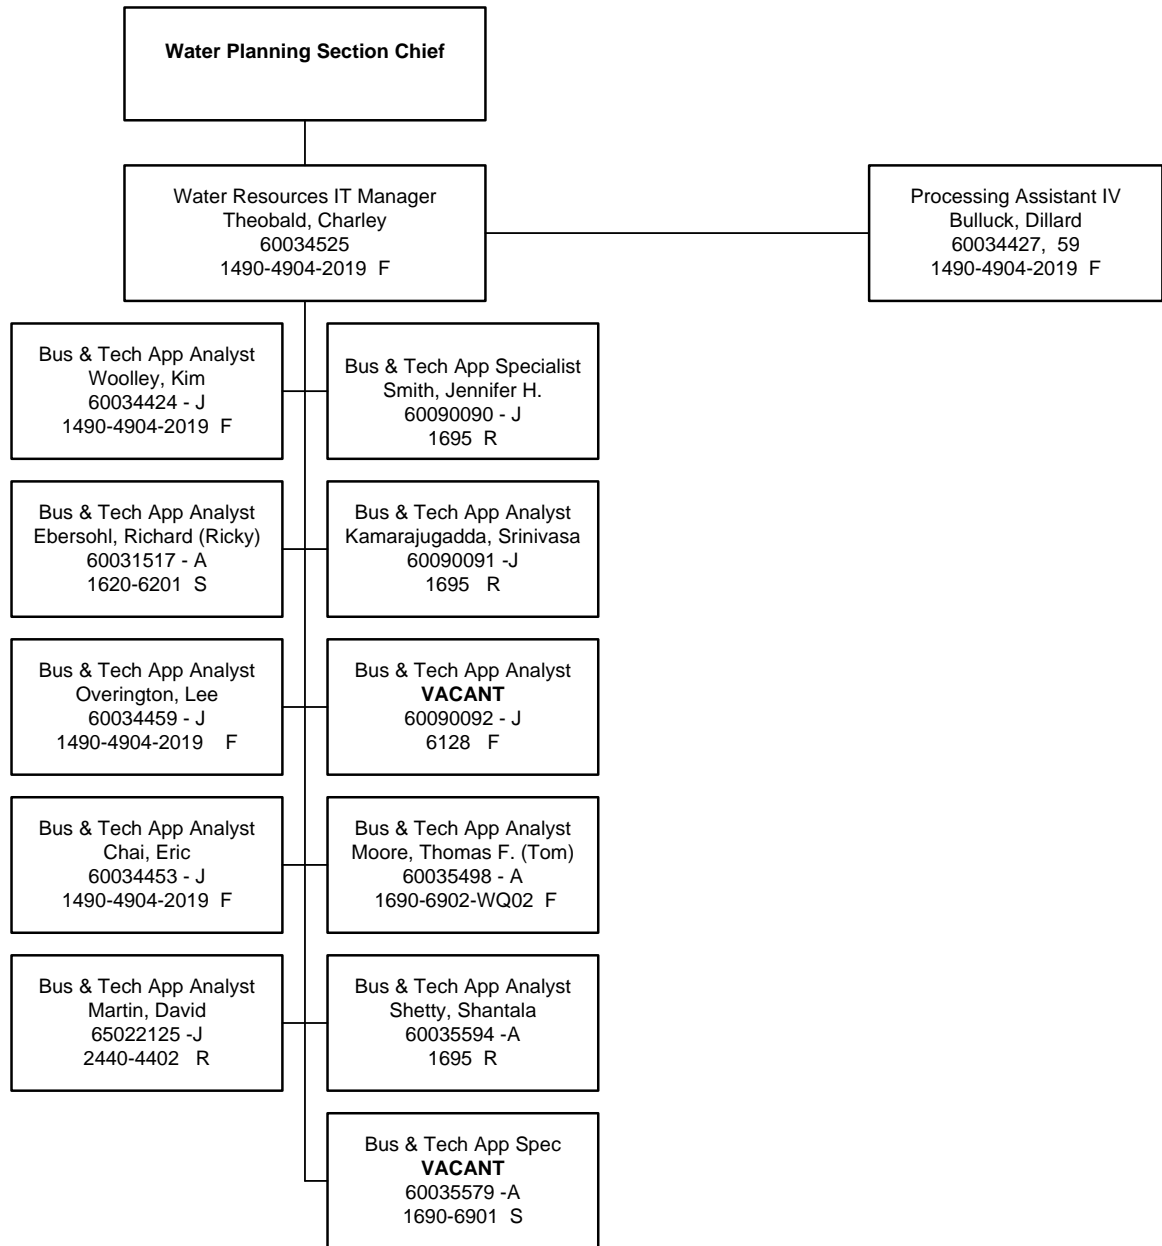 Water Planning Section Chief
Water Resources IT Manager
Theobald, Charley
60034525
1490-4904-2019 F
Processing Assistant IV
Bulluck, Dillard
60034427, 59
1490-4904-2019 F
Bus & Tech App Analyst
Woolley, Kim
60034424 - J
1490-4904-2019 F
Bus & Tech App Specialist
Smith, Jennifer H.
60090090 - J
1695 R
Bus & Tech App Analyst
Ebersohl, Richard (Ricky)
60031517 - A
1620-6201 S
Bus & Tech App Analyst
Kamarajugadda, Srinivasa
60090091 -J
1695 R
Bus & Tech App Analyst
Overington, Lee
60034459 - J
1490-4904-2019 F
Bus & Tech App Analyst
VACANT
60090092 - J
6128 F
Bus & Tech App Analyst
Chai, Eric
60034453 - J
1490-4904-2019 F
Bus & Tech App Analyst
Moore, Thomas F. (Tom)
60035498 - A
1690-6902-WQ02 F
Bus & Tech App Analyst
Martin, David
65022125 -J
2440-4402 R
Bus & Tech App Analyst
Shetty, Shantala
60035594 -A
1695 R
Bus & Tech App Spec
VACANT
60035579 -A
1690-6901 S